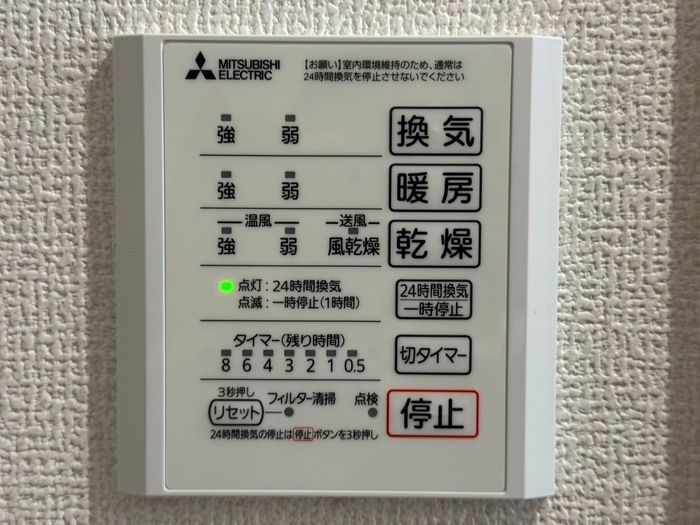 MITSUBISHI
ELECTRIC
【お願い】室内環境維持のため、通常は
24時間換気を停止させないでください
強 弱 換気
強 弱 暖房
温風 送風
強 弱 風乾燥 乾燥
点灯:24時間換気
点滅:一時停止(1時間)
24時間換気
一時停止
タイマー(残り時間)
8 6 4 3 2 1 0.5
切タイマー
3秒押し
リセット フィルター清掃 点検
停止
24時間換気の停止は停止ボタンを3秒押し